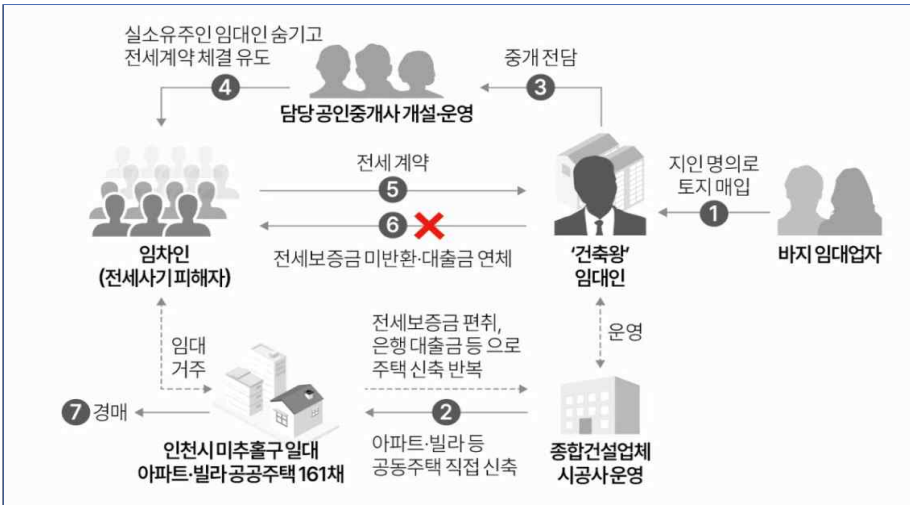 실소유주인 임대인 숨기고
전세계약 체결 유도
4
담당 공인중개사 개설·운영
중개 전담
3
지인 명의로
토지 매입
1
바지 임대업자
전세 계약
5
6
전세보증금 미반환·대출금 연체
임차인
(전세사기 피해자)
'건축왕'
임대인
임대
거주
전세보증금 편취,
은행 대출금 등 으로
주택 신축 반복
운영
7 경매
2
인천시 미추홀구 일대
아파트·빌라 공공주택 161채
아파트·빌라 등
공동주택 직접 신축
종합건설업체
시공사 운영